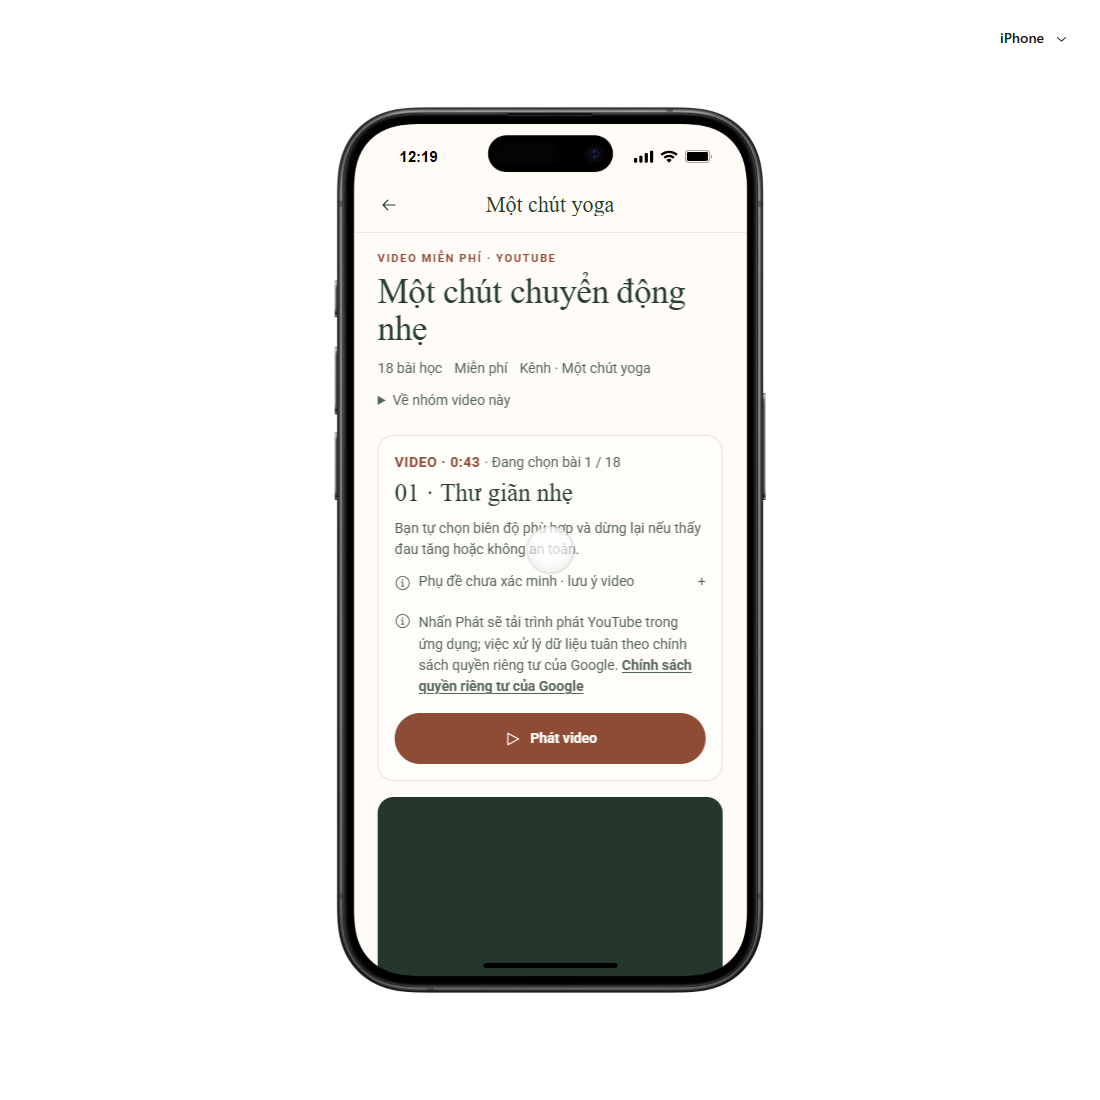 iPhone
12:19
Một chút yoga
VIDEO MIỄN PHÍ · YOUTUBE
Một chút chuyển động
nhẹ
18 bài học Miễn phí Kênh · Một chút yoga
Về nhóm video này
VIDEO · 0:43 · Đang chọn bài 1 / 18
01 · Thư giãn nhẹ
Bạn tự chọn biên độ phù hợp và dừng lại nếu thấy
đau tăng hoặc không an toàn.
Phụ đề chưa xác minh · lưu ý video +
Nhấn Phát sẽ tải trình phát YouTube trong
ứng dụng; việc xử lý dữ liệu tuân theo chính
sách quyền riêng tư của Google. Chính sách
quyền riêng tư của Google
Phát video